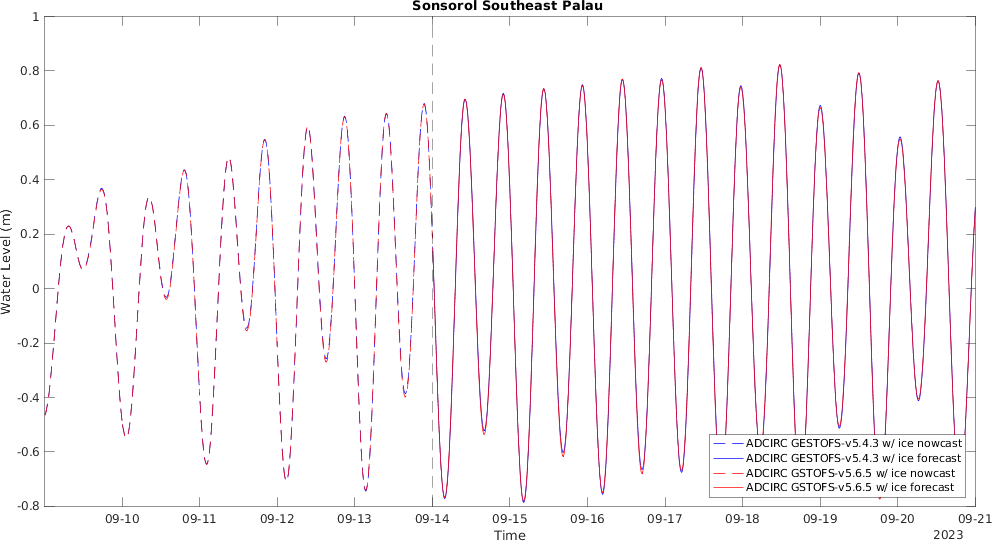 Sonsorol Southeast Palau
1
0.8
0.6
0.4
0.2
0
-0.2
-0.4
-0.6
-0.8
Water Level (m)
ADCIRC GESTOFS-v5.4.3 w/ ice nowcast
ADCIRC GESTOFS-v5.4.3 w/ ice forecast
ADCIRC GSTOFS-v5.6.5 w/ ice nowcast
ADCIRC GSTOFS-v5.6.5 w/ ice forecast
09-10 09-11 09-12 09-13 09-14 09-15 09-16 09-17 09-18 09-19 09-20 09-21
Time
2023